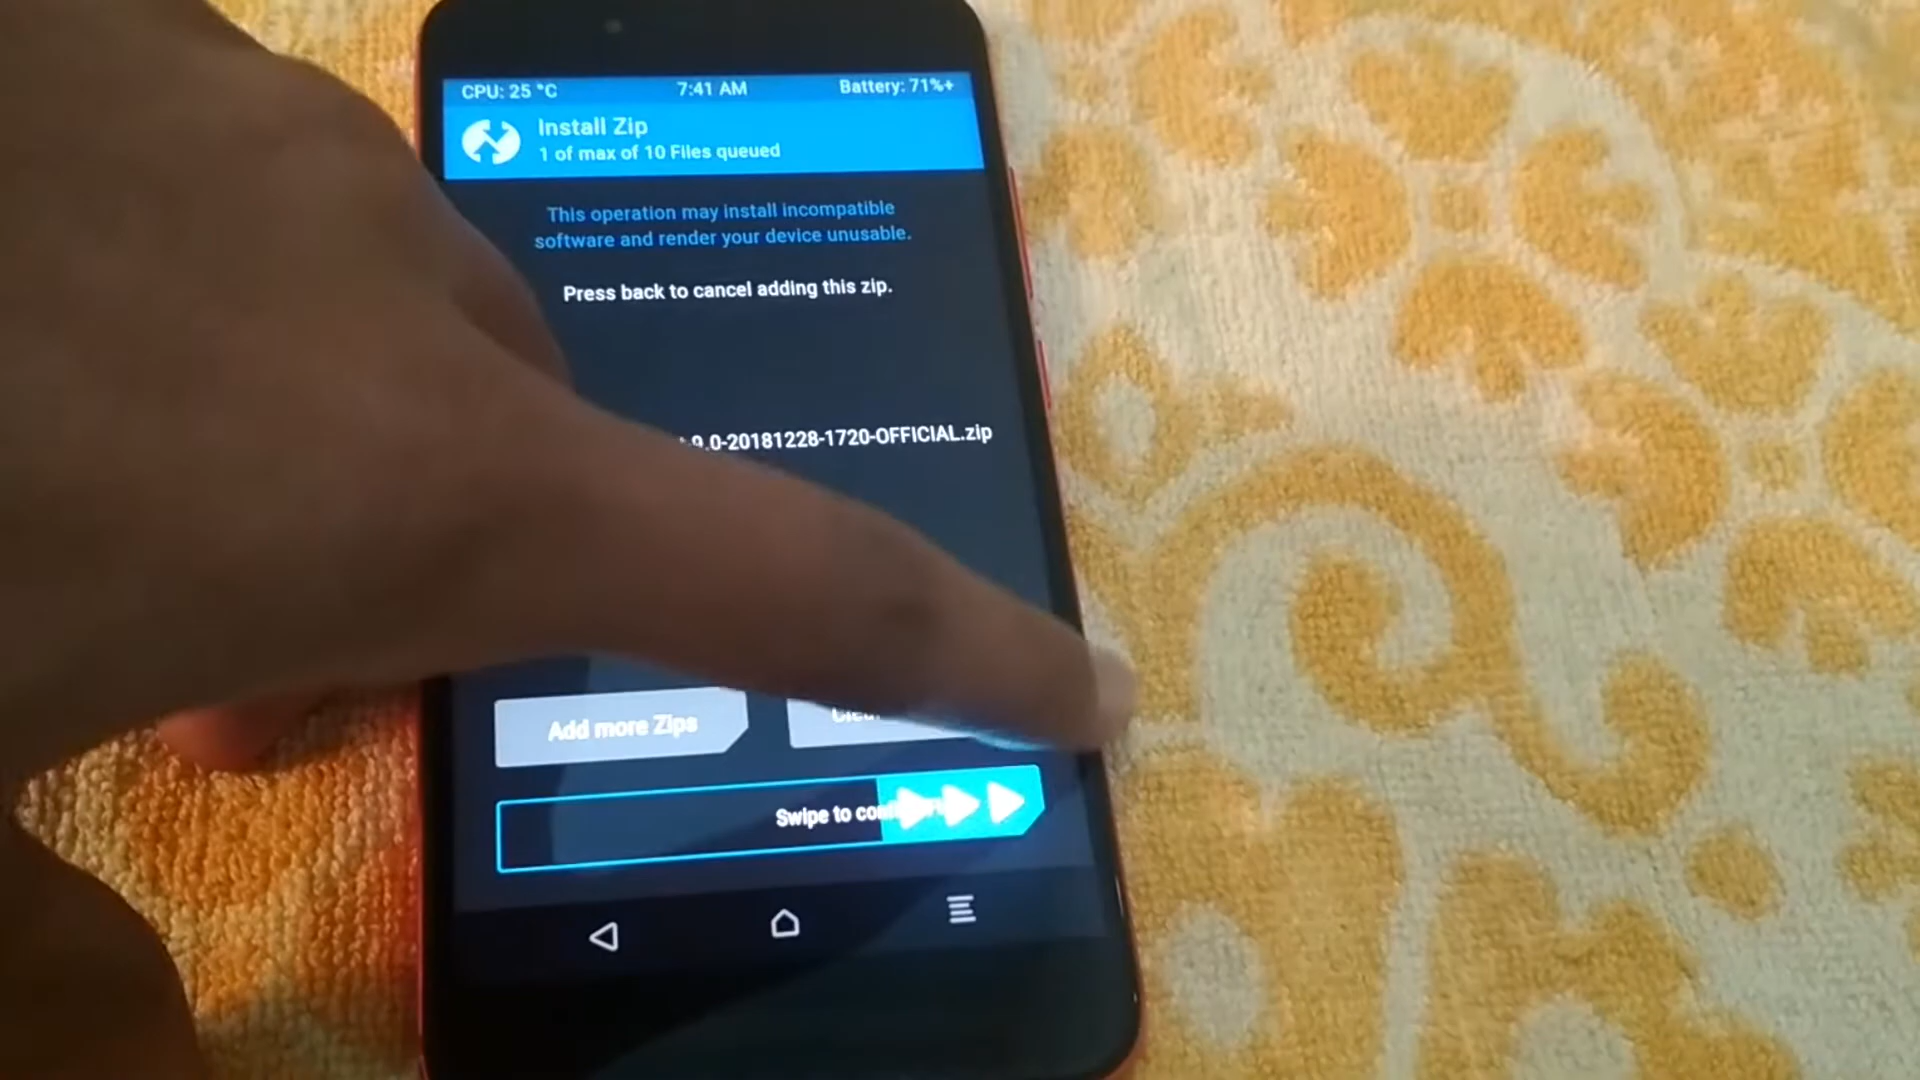 CPU: 25 °C 7:41 AM Battery: 71%+
Install Zip
1 of max of 10 Files queued
This operation may install incompatible
software and render your device unusable.
Press back to cancel adding this zip.
9.0-20181228-1720-OFFICIAL.zip
Add more Zips
Swipe to